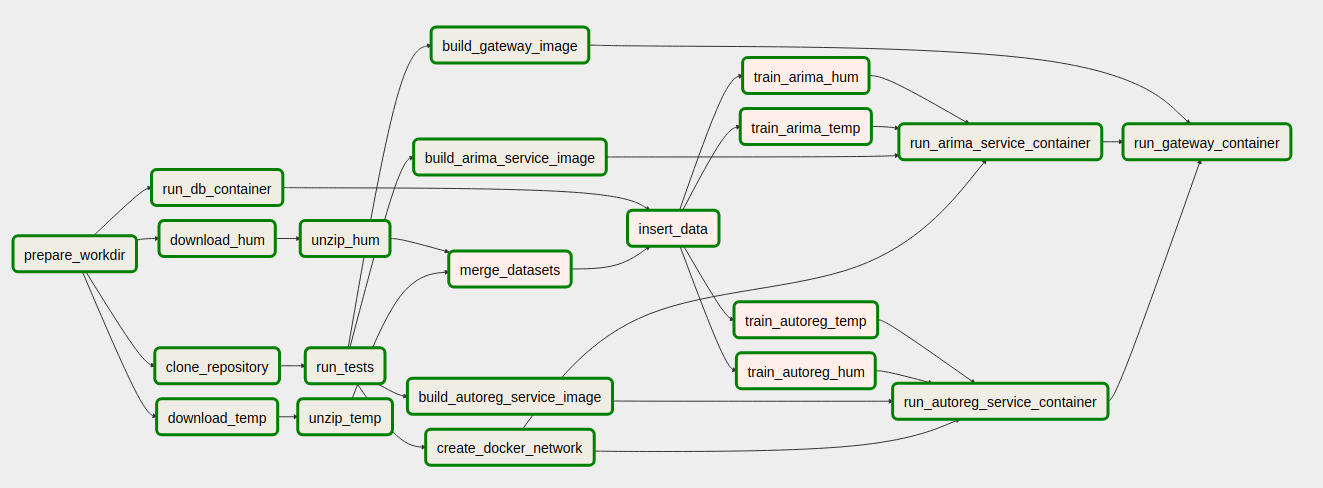 build_gateway_image
train_arima_hum
train_arima_temp
run_arima_service_container
run_gateway_container
build_arima_service_image
run_db_container
download_hum
unzip_hum
insert_data
prepare_workdir
merge_datasets
train_autoreg_temp
clone_repository
run_tests
train_autoreg_hum
build_autoreg_service_image
run_autoreg_service_container
download_temp
unzip_temp
create_docker_network